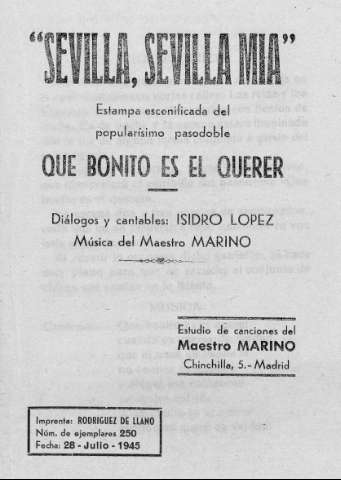 "SEVILLA, SEVILLA MIA"
Estampa escenificada del
popularísimo pasodoble
QUE BONITO ES EL QUERER
Diálogos y cantables: ISIDRO LOPEZ
Música del Maestro MARINO
Estudio de canciones del
Maestro MARINO
Chinchilla, 5.-Madrid
Imprenta: RODRIGUEZ DE LLANO
Núm. de ejemplares 250
Fecha: 28 - Julio - 1945